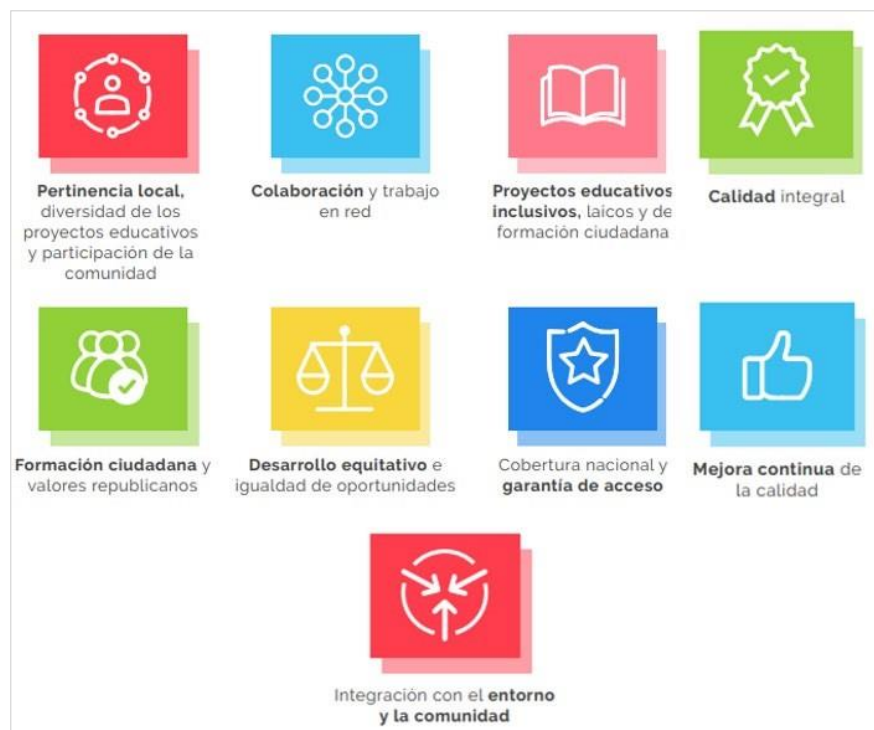 Pertinencia local,
diversidad de los
proyectos educativos
y participación de la
comunidad
Colaboración y trabajo
en red
Proyectos educativos
inclusivos, laicos y de
formación ciudadana
Calidad integral
Formación ciudadana y
valores republicanos
Desarrollo equitativo e
igualdad de oportunidades
Cobertura nacional y
garantía de acceso
Mejora continua de
la calidad
Integración con el entorno
y la comunidad